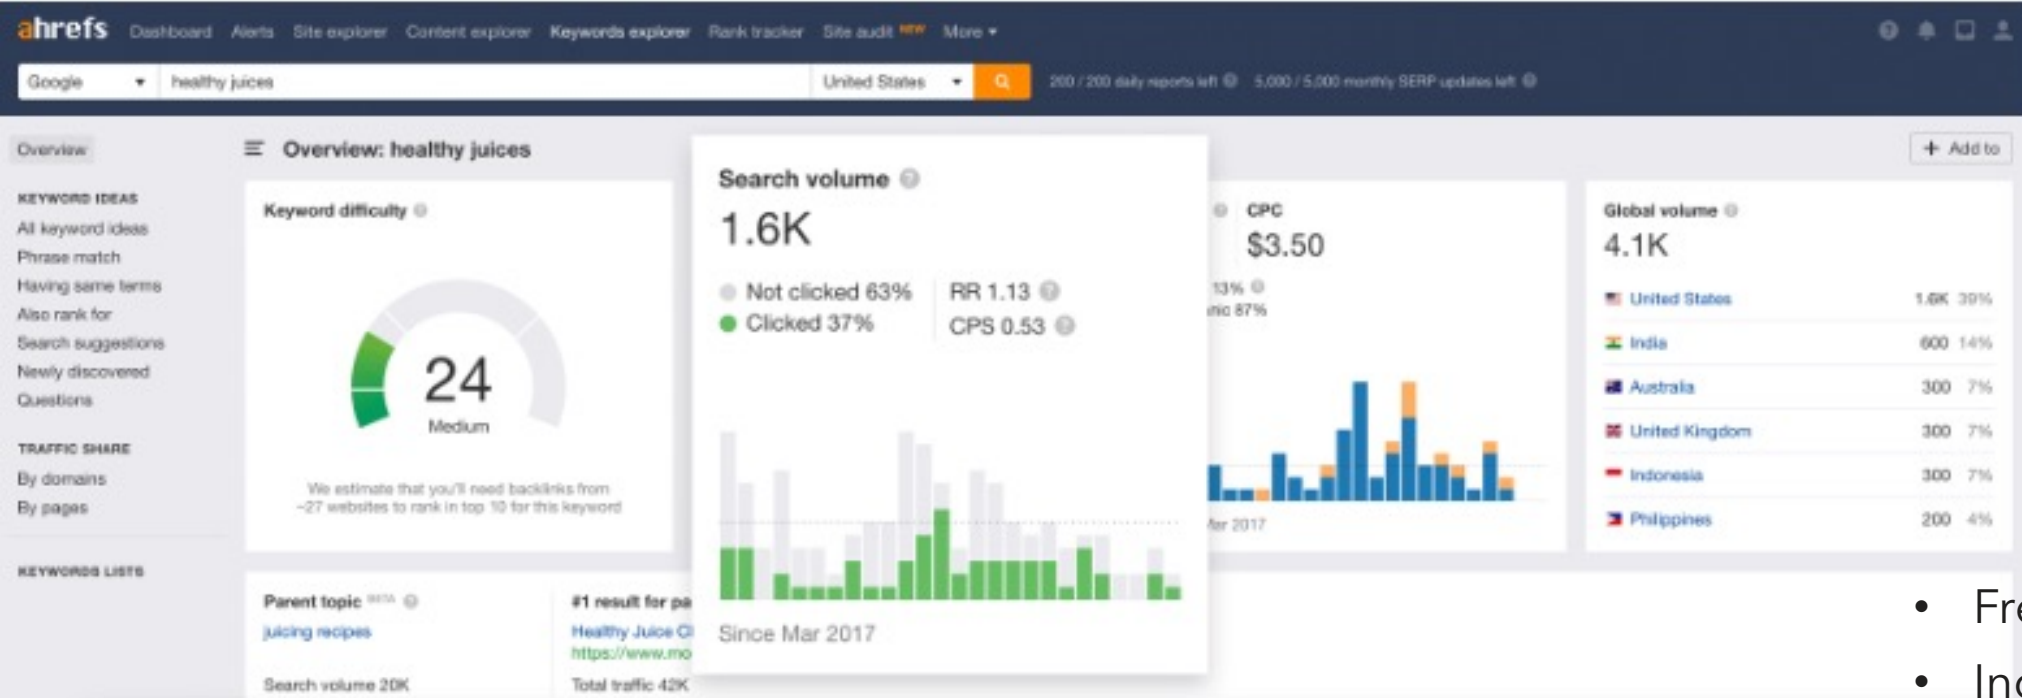 ahrefs Dashboard Alerts Site explorer Content explorer Keywords explorer Rank tracker Site audit NEW More
Google healthy juices United States 200 / 200 daily reports left 5,000 / 5,000 monthly SERP updates left
Overview
KEYWORD IDEAS
All keyword ideas
Phrase match
Having same terms
Also rank for
Search suggestions
Newly discovered
Questions
TRAFFIC SHARE
By domains
By pages
KEYWORDS LISTS
Overview: healthy juices
+ Add to
Keyword difficulty
24
Medium
We estimate that you'll need backlinks from
~27 websites to rank in top 10 for this keyword
Search volume
1.6K
Not clicked 63% RR 1.13
Clicked 37% CPS 0.53
Since Mar 2017
CPC
$3.50
13%
nic 87%
Mar 2017
Global volume
4.1K
United States 1.6K 39%
India 600 14%
Australia 300 7%
United Kingdom 300 7%
Indonesia 300 7%
Philippines 200 4%
Parent topic BETA
juicing recipes
Search volume 20K
#1 result for pa
Healthy Juice Cl
https://www.mo
Total traffic 42K
• Fre
• Inc